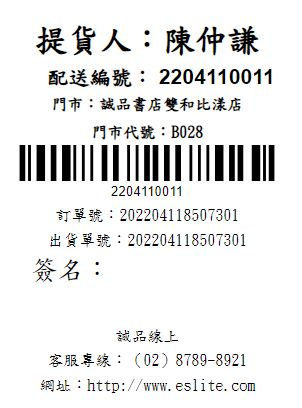 提貨人：陳仲謙
配送編號： 2204110011
門市：誠品書店雙和比漾店
門市代號：B028
2204110011
訂單號：202204118507301
出貨單號：202204118507301
簽名：
誠品線上
客服專線：（02）8789-8921
網址：http://www.eslite.com